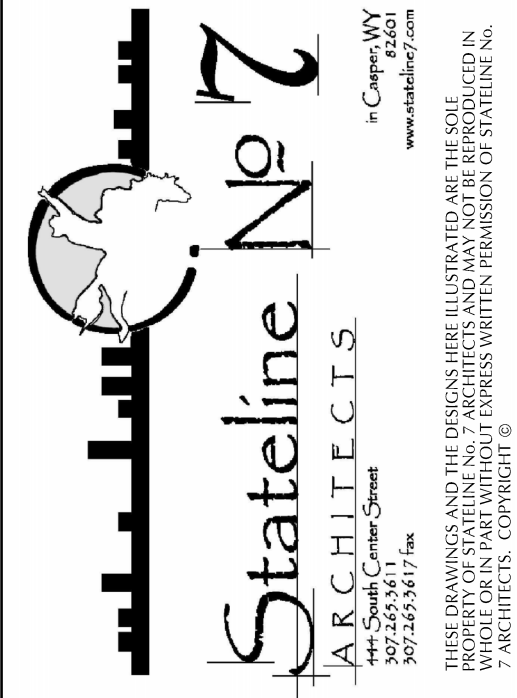 Stateline No 7
ARCHITECTS
444 South Center Street
307.265.3611
307.265.3617 fax
in Casper, WY
82601
www.stateline7.com
THESE DRAWINGS AND THE DESIGNS HERE ILLUSTRATED ARE THE SOLE
PROPERTY OF STATELINE No. 7 ARCHITECTS AND MAY NOT BE REPRODUCED IN
WHOLE OR IN PART WITHOUT EXPRESS WRITTEN PERMISSION OF STATELINE No.
7 ARCHITECTS. COPYRIGHT ©